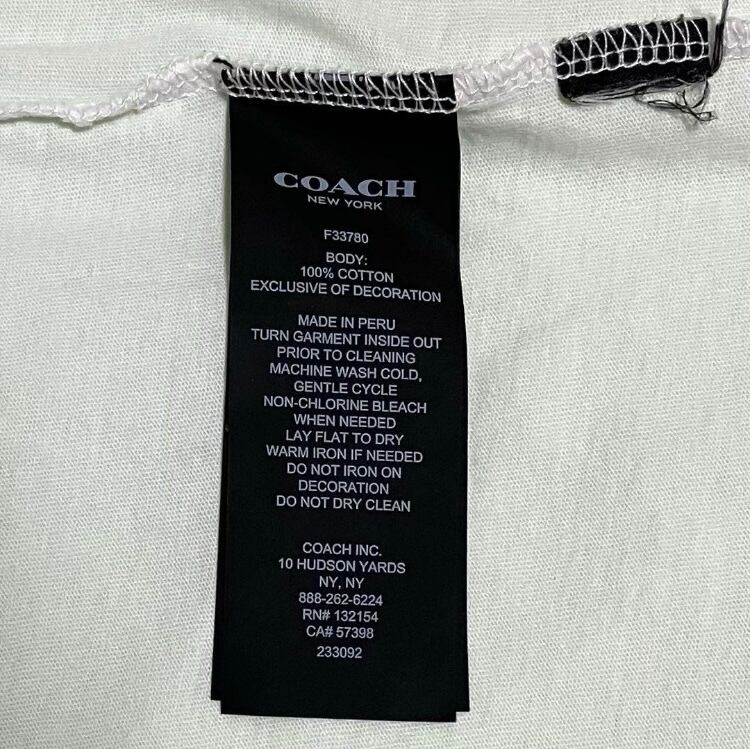 COACH
NEW YORK
F33780
BODY:
100% COTTON
EXCLUSIVE OF DECORATION
MADE IN PERU
TURN GARMENT INSIDE OUT
PRIOR TO CLEANING
MACHINE WASH COLD,
GENTLE CYCLE
NON-CHLORINE BLEACH
WHEN NEEDED
LAY FLAT TO DRY
WARM IRON IF NEEDED
DO NOT IRON ON
DECORATION
DO NOT DRY CLEAN
COACH INC.
10 HUDSON YARDS
NY, NY
888-262-6224
RN# 132154
CA# 57398
233092